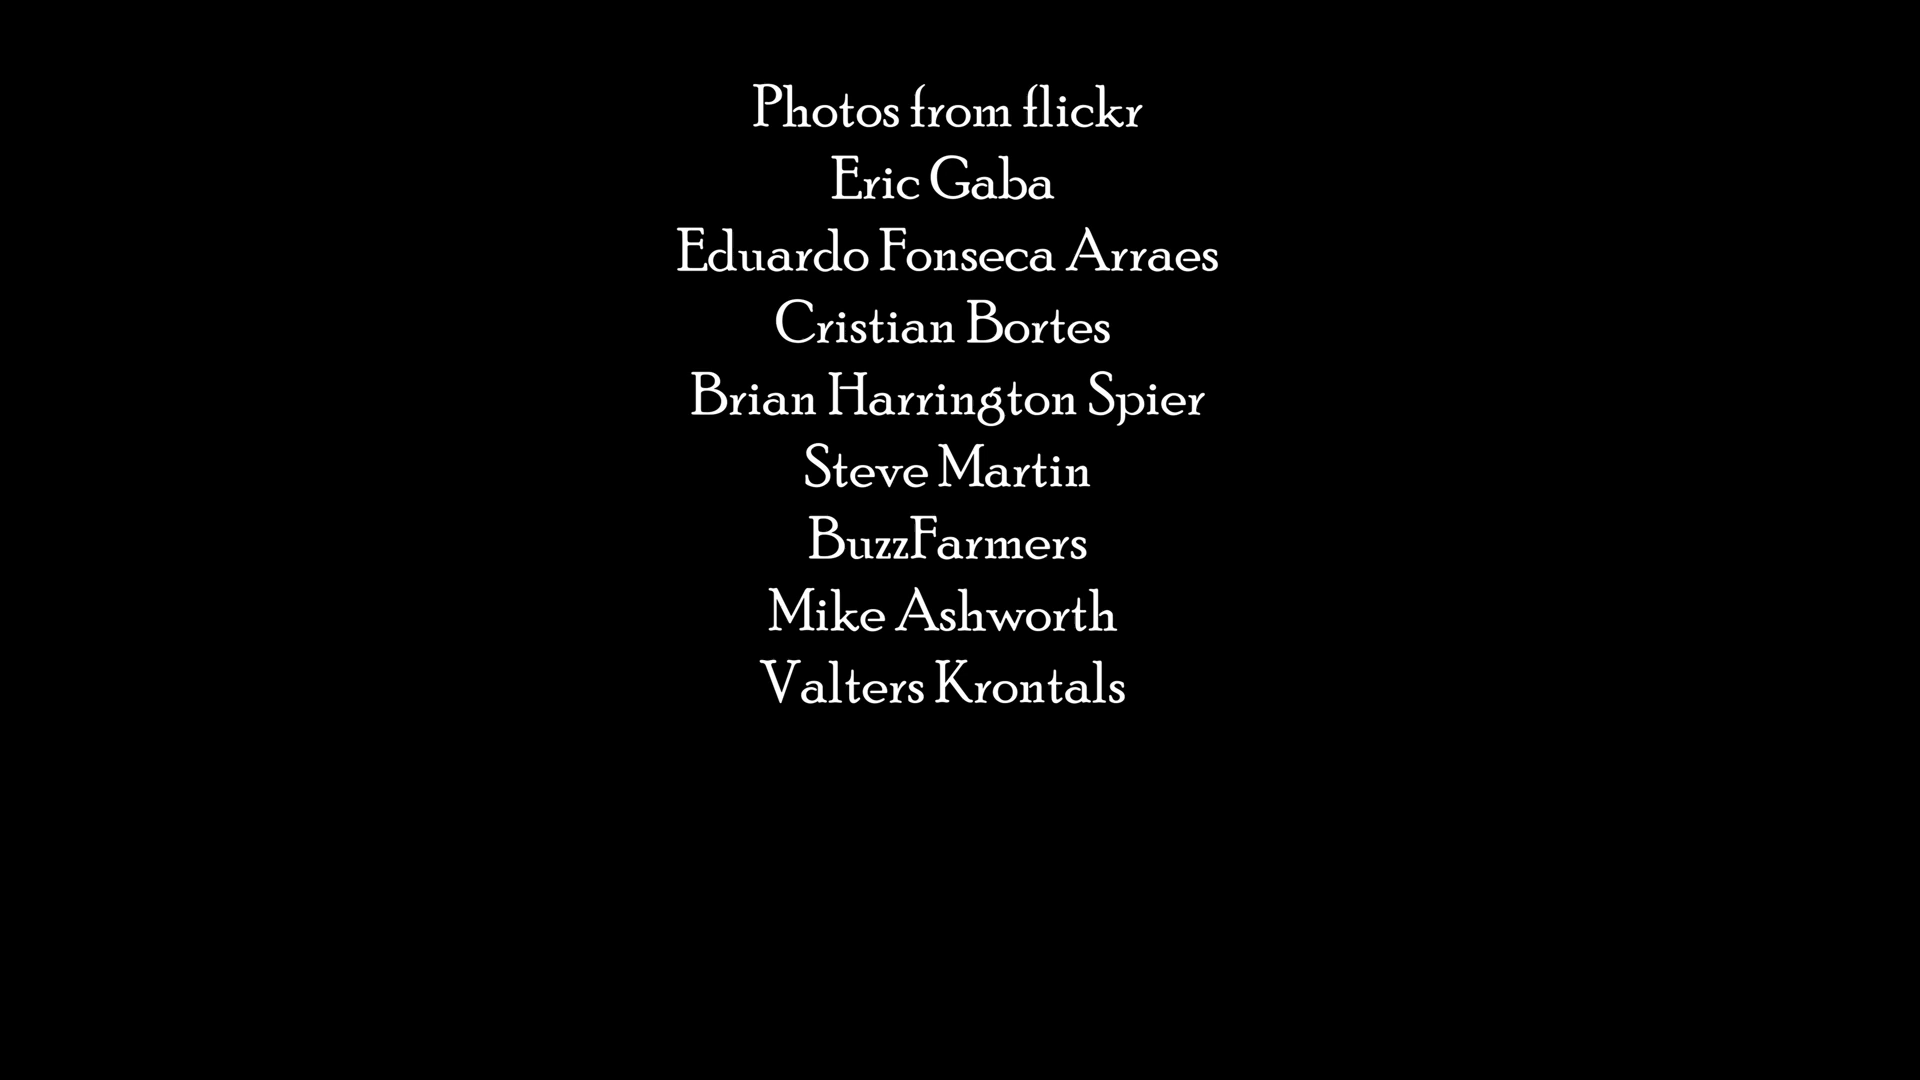 Photos from flickr
Eric Gaba
Eduardo Fonseca Arraes
Cristian Bortes
Brian Harrington Spier
Steve Martin
BuzzFarmers
Mike Ashworth
Valters Krontals